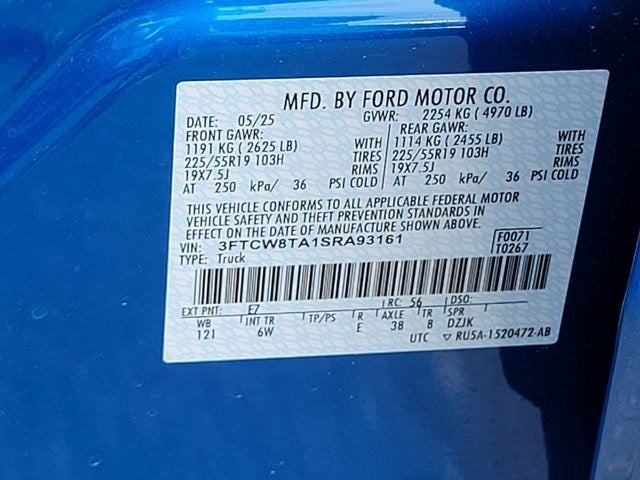 MFD. BY FORD MOTOR CO.
DATE: 05/25 GVWR: 2254 KG ( 4970 LB)
FRONT GAWR: REAR GAWR:
1191 KG ( 2625 LB) WITH 1114 KG ( 2455 LB) WITH
225/55R19 103H TIRES 225/55R19 103H TIRES
19X7.5J RIMS 19X7.5J RIMS
AT 250 kPa/ 36 PSI COLD AT 250 kPa/ 36 PSI COLD
THIS VEHICLE CONFORMS TO ALL APPLICABLE FEDERAL MOTOR
VEHICLE SAFETY AND THEFT PREVENTION STANDARDS IN
EFFECT ON THE DATE OF MANUFACTURE SHOWN ABOVE.
VIN: 3FTCW8TA1SRA93161 F0071
TYPE: Truck T0267
EXT PNT: E7 RC: 56 DSO:
WB INT TR TP/PS R AXLE TR SPR
121 6W E 38 8 DZJK
UTC ▽ RU5A-1520472-AB